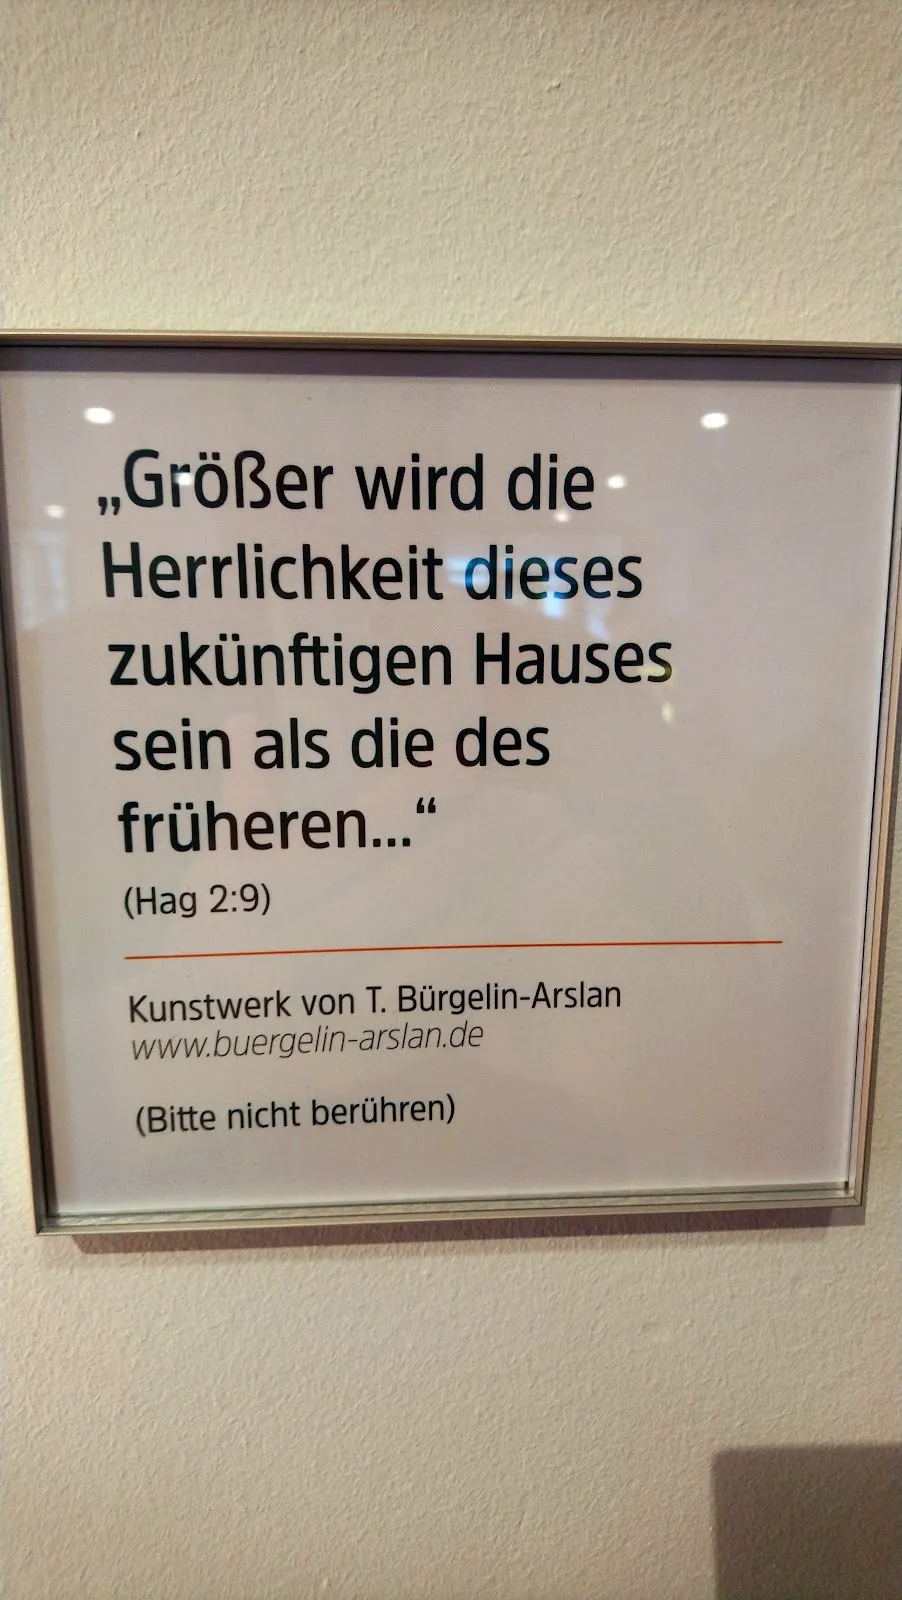 „Größer wird die
Herrlichkeit dieses
zukünftigen Hauses
sein als die des
früheren...“
(Hag 2:9)
Kunstwerk von T. Bürgelin-Arslan
www.buergelin-arslan.de
(Bitte nicht berühren)